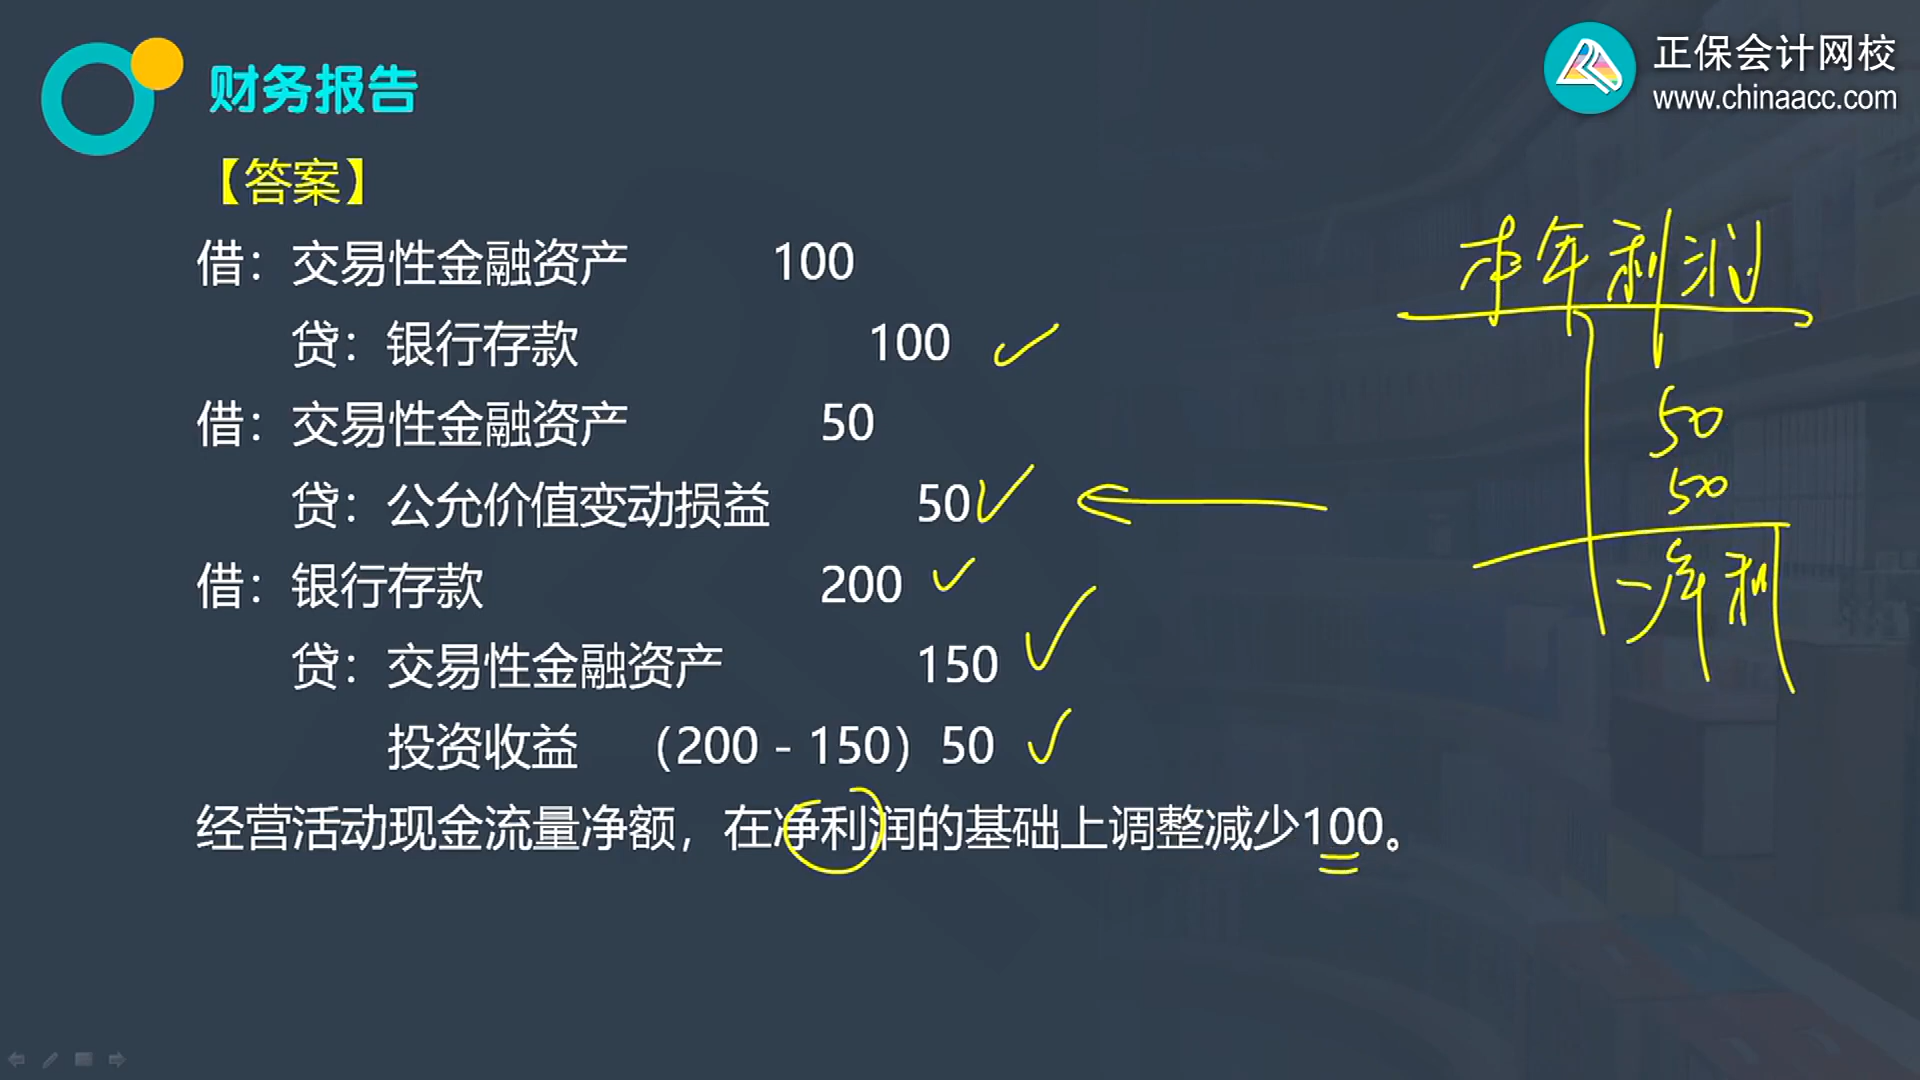 财务报告
正保会计网校
www.chinaacc.com
【答案】
借：交易性金融资产 100
贷：银行存款 100
借：交易性金融资产 50
贷：公允价值变动损益 50
借：银行存款 200
贷：交易性金融资产 150
投资收益 （200 - 150）50
经营活动现金流量净额，在净利润的基础上调整减少100。
本年利润
50
50